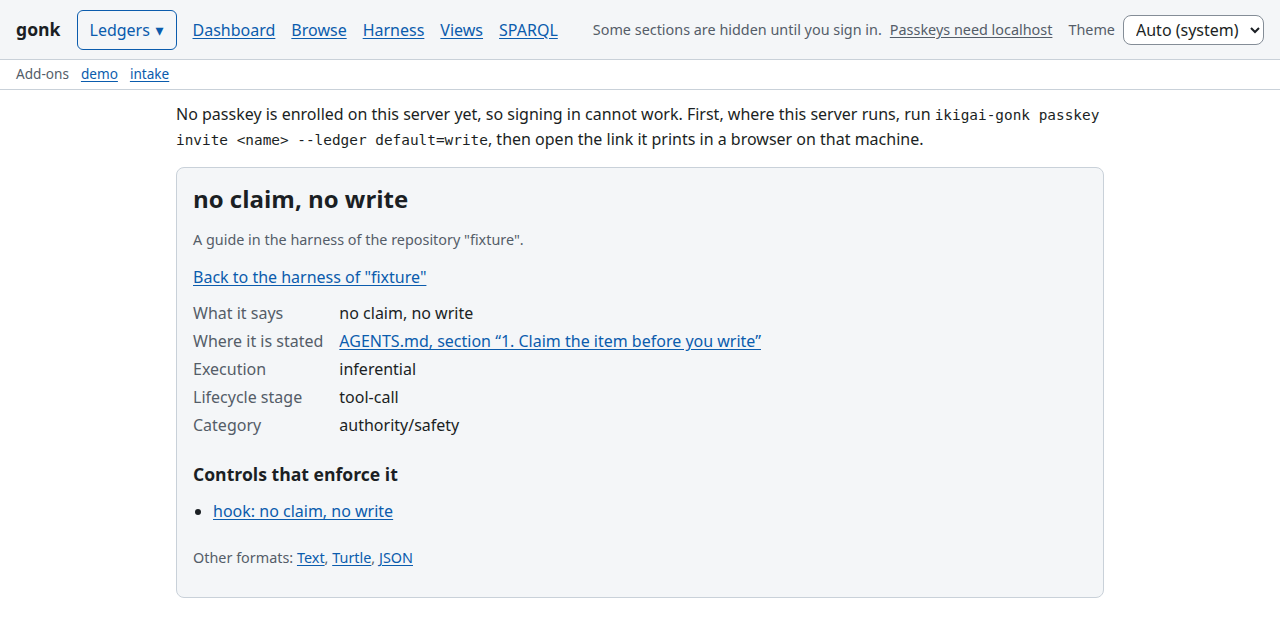 gonk Ledgers ▾ Dashboard Browse Harness Views SPARQL Some sections are hidden until you sign in. Passkeys need localhost Theme Auto (system)
Add-ons demo intake
No passkey is enrolled on this server yet, so signing in cannot work. First, where this server runs, run ikigai-gonk passkey
invite <name> --ledger default=write, then open the link it prints in a browser on that machine.
no claim, no write
A guide in the harness of the repository "fixture".
Back to the harness of "fixture"
What it says no claim, no write
Where it is stated AGENTS.md, section “1. Claim the item before you write”
Execution inferential
Lifecycle stage tool-call
Category authority/safety
Controls that enforce it
• hook: no claim, no write
Other formats: Text, Turtle, JSON